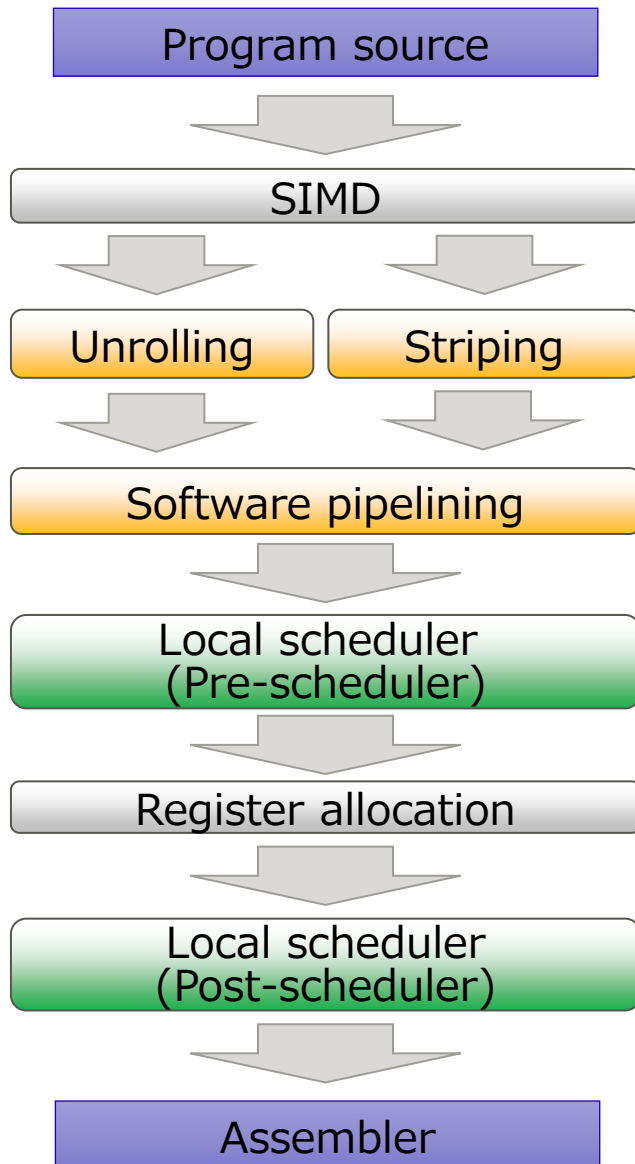 Program source
SIMD
Unrolling
Striping
Software pipelining
Local scheduler
(Pre-scheduler)
Register allocation
Local scheduler
(Post-scheduler)
Assembler